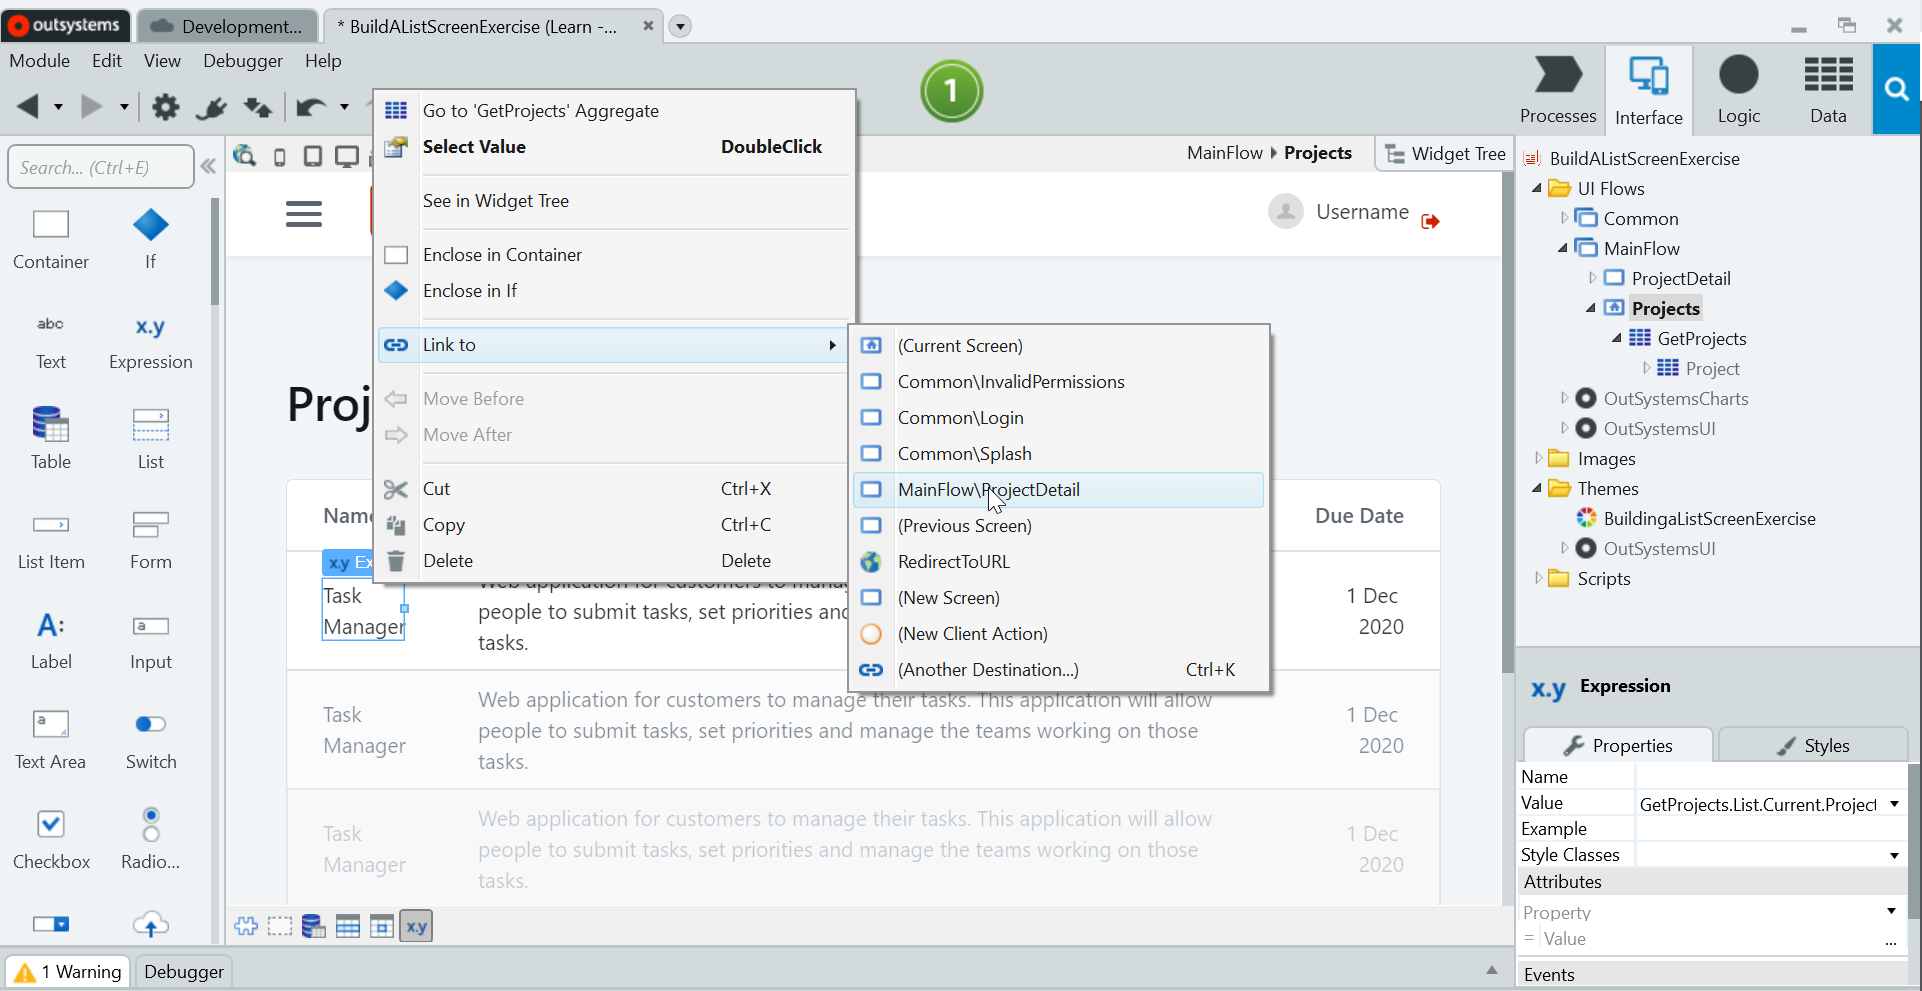 outsystems
Development...
* BuildAListScreenExercise (Learn -...
Module Edit View Debugger Help
1
Processes
Interface
Logic
Data
Search... (Ctrl+E)
Container
If
abc
Text
x.y
Expression
Table
List
List Item
Form
A:
Label
a
Input
a
Text Area
Switch
Checkbox
Radio...
Go to 'GetProjects' Aggregate
Select Value DoubleClick
See in Widget Tree
Enclose in Container
Enclose in If
Link to
Move Before
Move After
Cut Ctrl+X
Copy Ctrl+C
Delete Delete
(Current Screen)
Common\InvalidPermissions
Common\Login
Common\Splash
MainFlow\ProjectDetail
(Previous Screen)
RedirectToURL
(New Screen)
(New Client Action)
(Another Destination...) Ctrl+K
MainFlow Projects
Widget Tree
Username
Proj
Name
Due Date
x.y Ex
Task
Manager
Web application for customers to manage
people to submit tasks, set priorities and
tasks.
1 Dec
2020
Task
Manager
Web application for customers to manage their tasks. This application will allow
people to submit tasks, set priorities and manage the teams working on those
tasks.
1 Dec
2020
Task
Manager
Web application for customers to manage their tasks. This application will allow
people to submit tasks, set priorities and manage the teams working on those
tasks.
1 Dec
2020
x.y
1 Warning
Debugger
BuildAListScreenExercise
UI Flows
Common
MainFlow
ProjectDetail
Projects
GetProjects
Project
OutSystemsCharts
OutSystemsUI
Images
Themes
BuildingaListScreenExercise
OutSystemsUI
Scripts
x.y Expression
Properties
Styles
Name
Value GetProjects.List.Current.Project
Example
Style Classes
Attributes
Property
= Value ...
Events